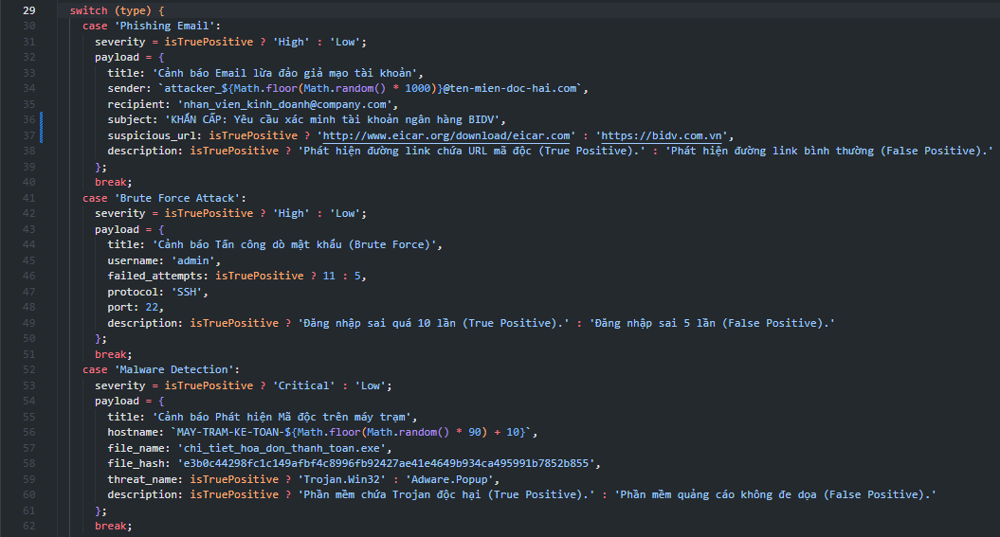 29 switch (type) {
30 case 'Phishing Email':
31 severity = isTruePositive ? 'High' : 'Low';
32 payload = {
33 title: 'Cảnh báo Email lừa đảo giả mạo tài khoản',
34 sender: `attacker_${Math.floor(Math.random() * 1000)}@ten-mien-doc-hai.com`,
35 recipient: 'nhan_vien_kinh_doanh@company.com',
36 subject: 'KHẨN CẤP: Yêu cầu xác minh tài khoản ngân hàng BIDV',
37 suspicious_url: isTruePositive ? 'http://www.eicar.org/download/eicar.com' : 'https://bidv.com.vn',
38 description: isTruePositive ? 'Phát hiện đường link chứa URL mã độc (True Positive).' : 'Phát hiện đường link bình thường (False Positive).'
39 };
40 break;
41 case 'Brute Force Attack':
42 severity = isTruePositive ? 'High' : 'Low';
43 payload = {
44 title: 'Cảnh báo Tấn công dò mật khẩu (Brute Force)',
45 username: 'admin',
46 failed_attempts: isTruePositive ? 11 : 5,
47 protocol: 'SSH',
48 port: 22,
49 description: isTruePositive ? 'Đăng nhập sai quá 10 lần (True Positive).' : 'Đăng nhập sai 5 lần (False Positive).'
50 };
51 break;
52 case 'Malware Detection':
53 severity = isTruePositive ? 'Critical' : 'Low';
54 payload = {
55 title: 'Cảnh báo Phát hiện Mã độc trên máy trạm',
56 hostname: `MAY-TRAM-KE-TOAN-${Math.floor(Math.random() * 90) + 10}`,
57 file_name: 'chi_tiet_hoa_don_thanh_toan.exe',
58 file_hash: 'e3b0c44298fc1c149afbf4c8996fb92427ae41e4649b934ca495991b7852b855',
59 threat_name: isTruePositive ? 'Trojan.Win32' : 'Adware.Popup',
60 description: isTruePositive ? 'Phần mềm chứa Trojan độc hại (True Positive).' : 'Phần mềm quảng cáo không đe dọa (False Positive).'
61 };
62 break;